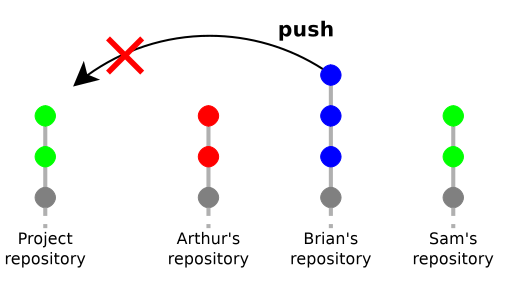 push
Project
repository
Arthur's
repository
Brian's
repository
Sam's
repository